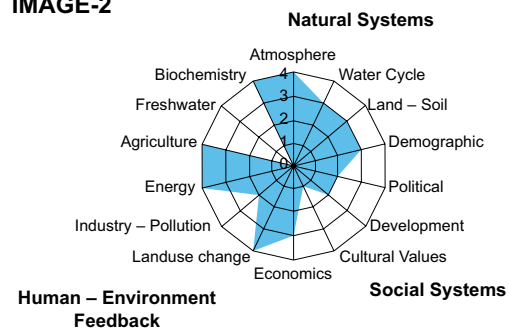 IMAGE-2
Natural Systems
Atmosphere
Biochemistry
Water Cycle
Freshwater
Land – Soil
Agriculture
Demographic
Energy
Political
Industry – Pollution
Development
Landuse change
Cultural Values
Economics
4
3
2
1
0
Human – Environment
Feedback
Social Systems